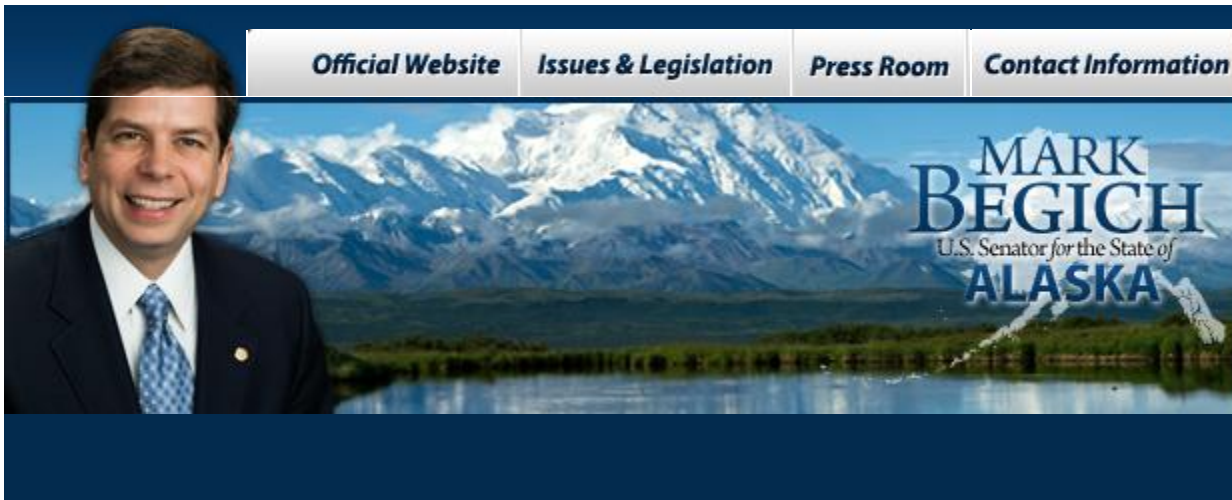 Official Website
Issues & Legislation
Press Room
Contact Information
MARK
BEGICH
U.S. Senator for the State of
ALASKA